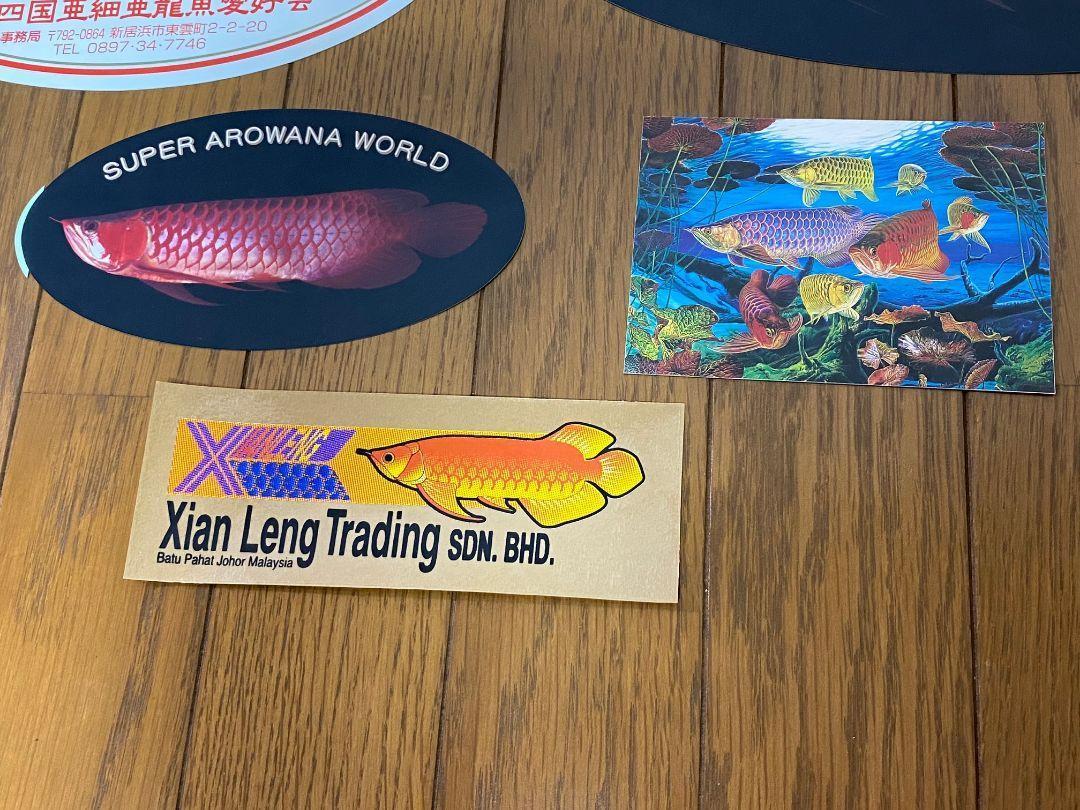 四国亜細亜龍魚愛好会
事務局 〒792-0864 新居浜市東雲町2-2-20
TEL 0897-34-7746
SUPER AROWANA WORLD
XIAN LENG
Xian Leng Trading SDN. BHD.
Batu Pahat Johor Malaysia